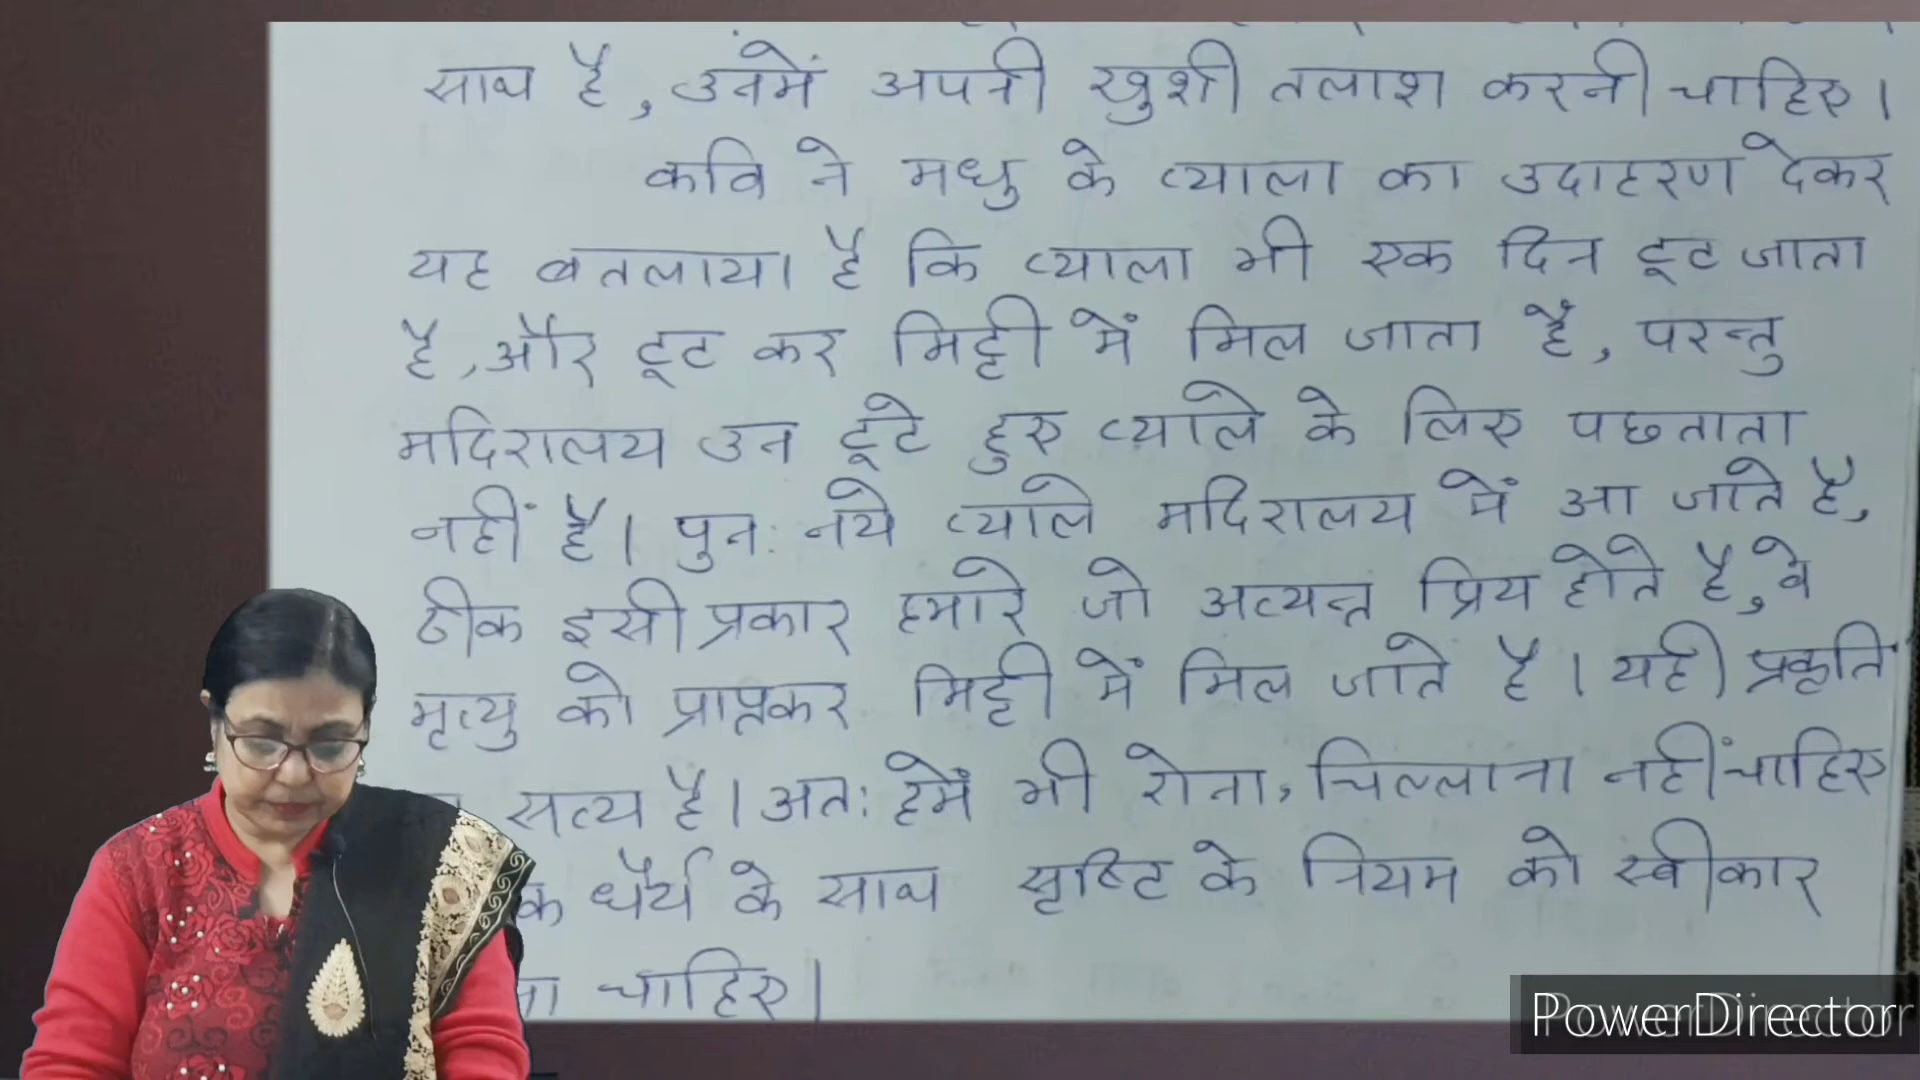 साथ है, उनमें अपनी खुशी तलाश करनी चाहिए।
कवि ने मधु के प्याला का उदाहरण देकर
यह बतलाया है कि प्याला भी एक दिन टूट जाता
है, और टूट कर मिट्टी में मिल जाता है, परन्तु
मदिरालय उन टूटे हुए प्याले के लिए पछताता
नहीं है। पुन: नये प्याले मदिरालय में आ जाते है,
ठीक इसी प्रकार हमारे जो अत्यन्त प्रिय होते है, वे
मृत्यु को प्राप्तकर मिट्टी में मिल जाते है। यही प्रकृति
सत्य है। अत: हमें भी रोना, चिल्लाना नहीं चाहिए
धैर्य के साथ सृष्टि के नियम को स्वीकार
चाहिए।
PowerDirector